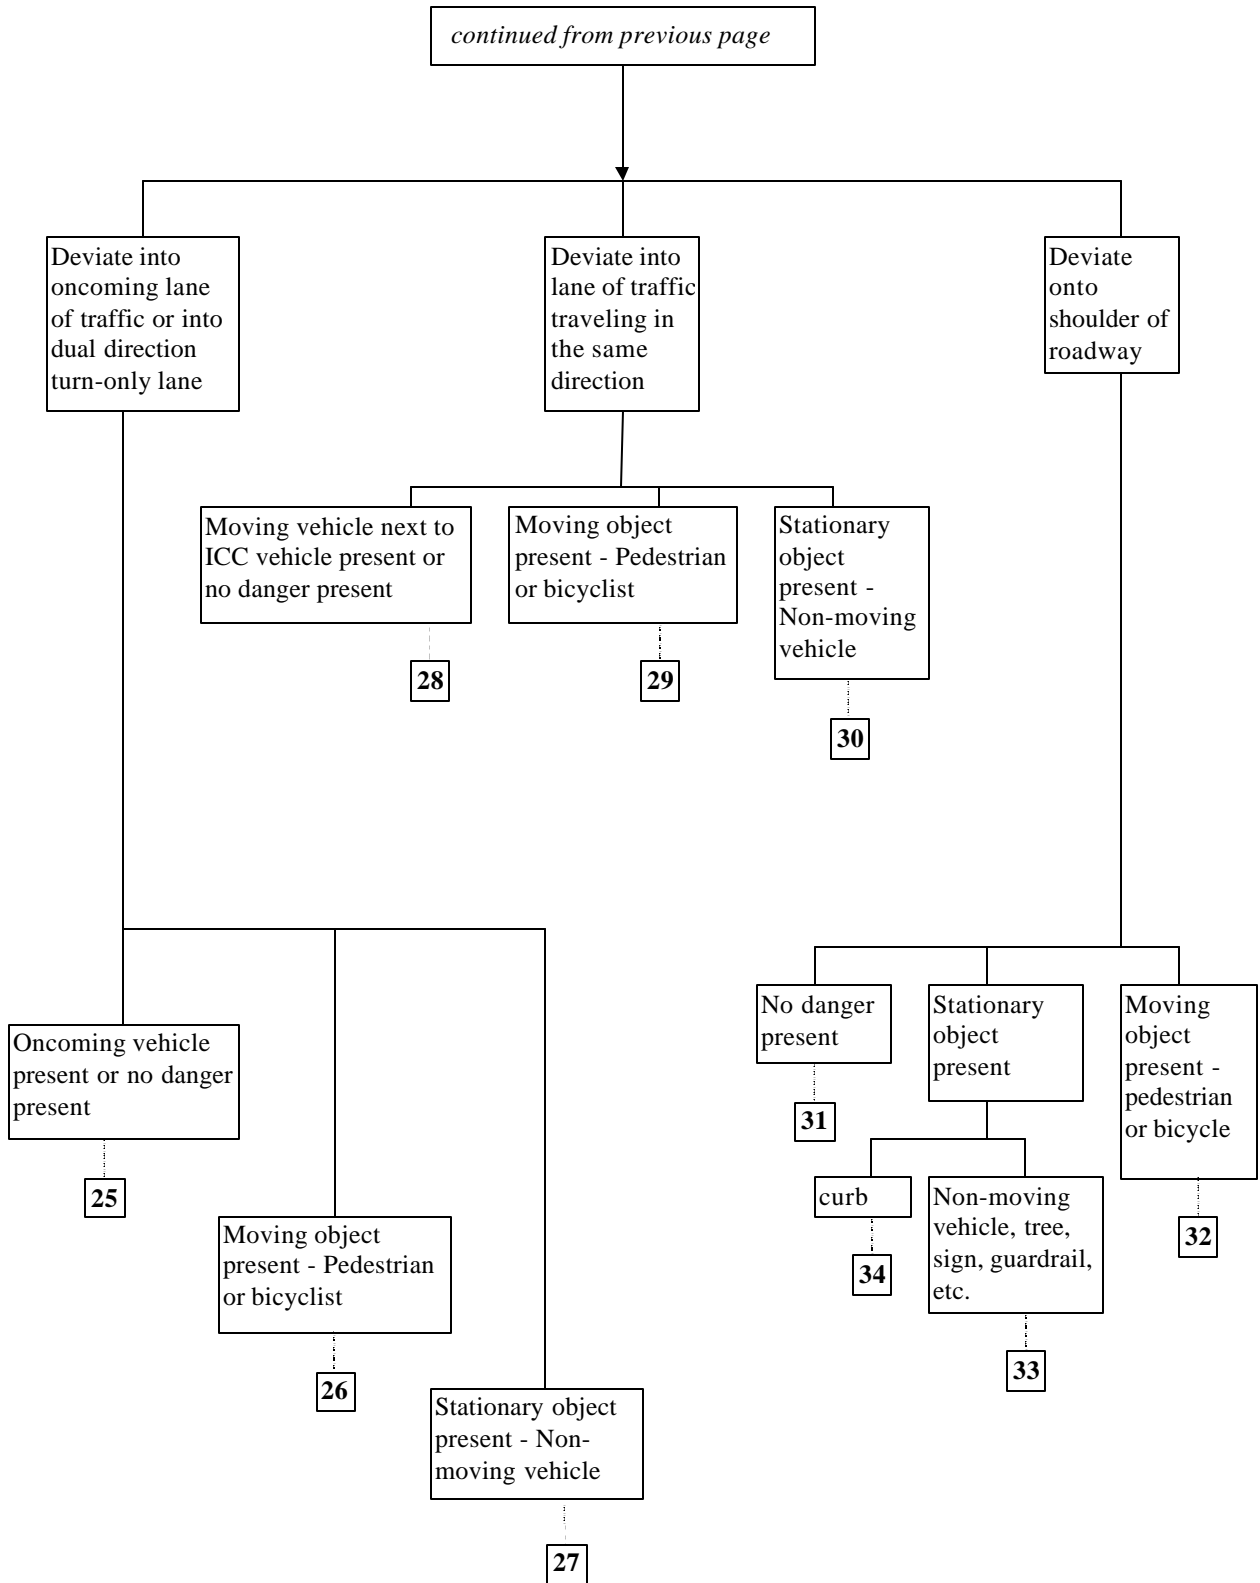 continued from previous page
Deviate into
oncoming lane
of traffic or into
dual direction
turn-only lane
Deviate into
lane of traffic
traveling in
the same
direction
Deviate
onto
shoulder of
roadway
Moving vehicle next to
ICC vehicle present or
no danger present
28
Moving object
present - Pedestrian
or bicyclist
29
Stationary
object
present -
Non-moving
vehicle
30
Oncoming vehicle
present or no danger
present
25
Moving object
present - Pedestrian
or bicyclist
26
Stationary object
present - Non-
moving vehicle
27
No danger
present
31
Stationary
object
present
Moving
object
present -
pedestrian
or bicycle
32
curb
34
Non-moving
vehicle, tree,
sign, guardrail,
etc.
33